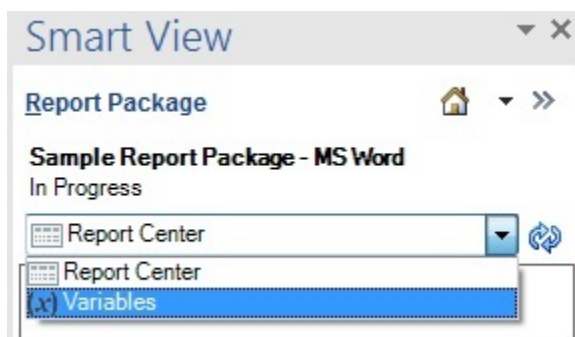 Smart View
Report Package
Sample Report Package - MS Word
In Progress
Report Center
Report Center
(x) Variables